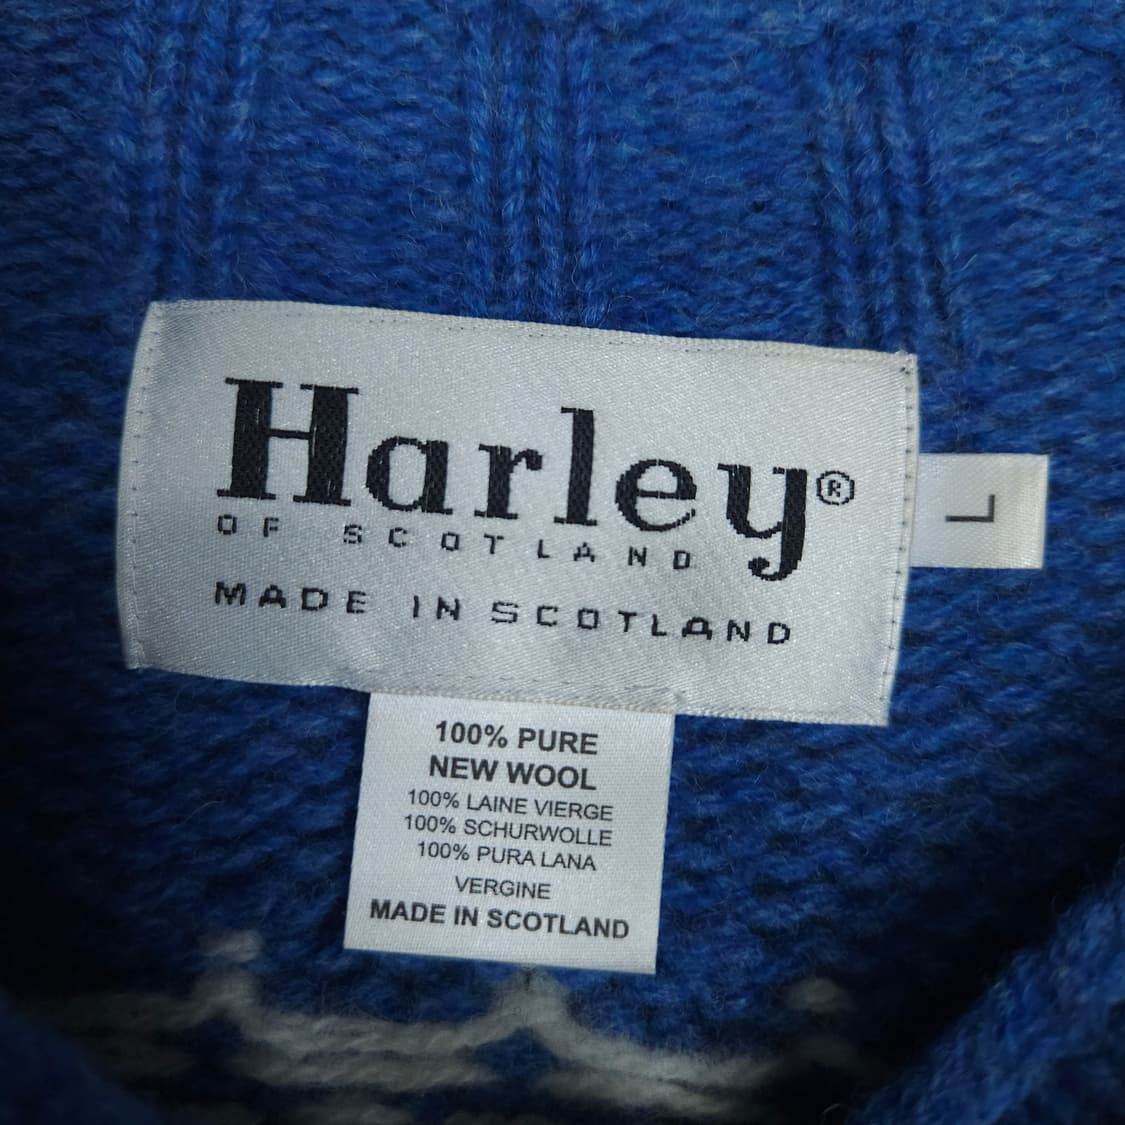 Harley®
OF SCOTLAND
MADE IN SCOTLAND
L
100% PURE
NEW WOOL
100% LAINE VIERGE
100% SCHURWOLLE
100% PURA LANA
VERGINE
MADE IN SCOTLAND